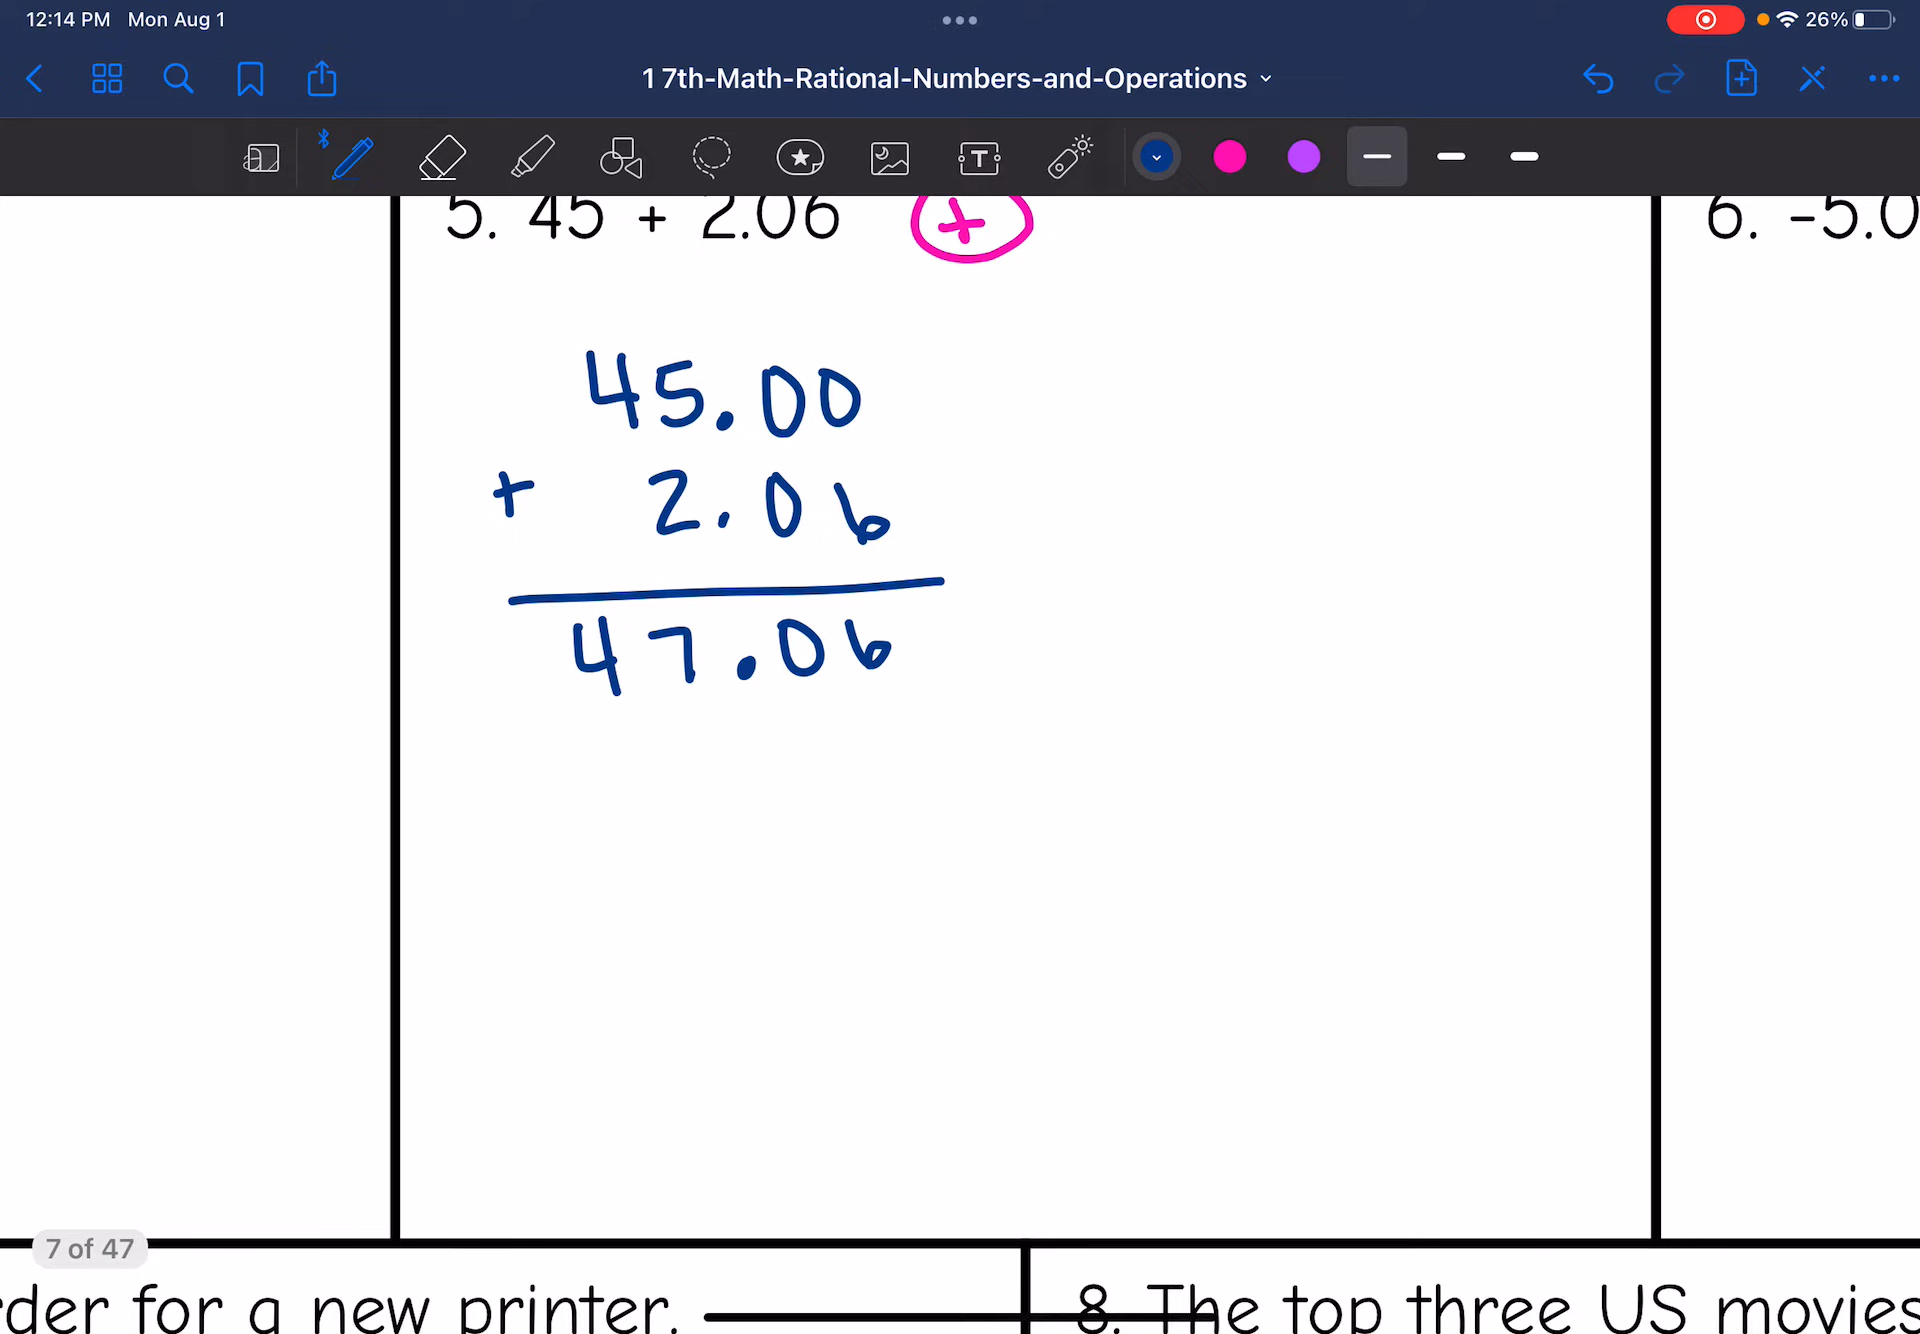 12:14 PM Mon Aug 1
26%
1 7th-Math-Rational-Numbers-and-Operations
5. 45 + 2.06 +
6. -5.0
45.00
+ 2.06
47.06
7 of 47
rder for a new printer.
8. The top three US movies